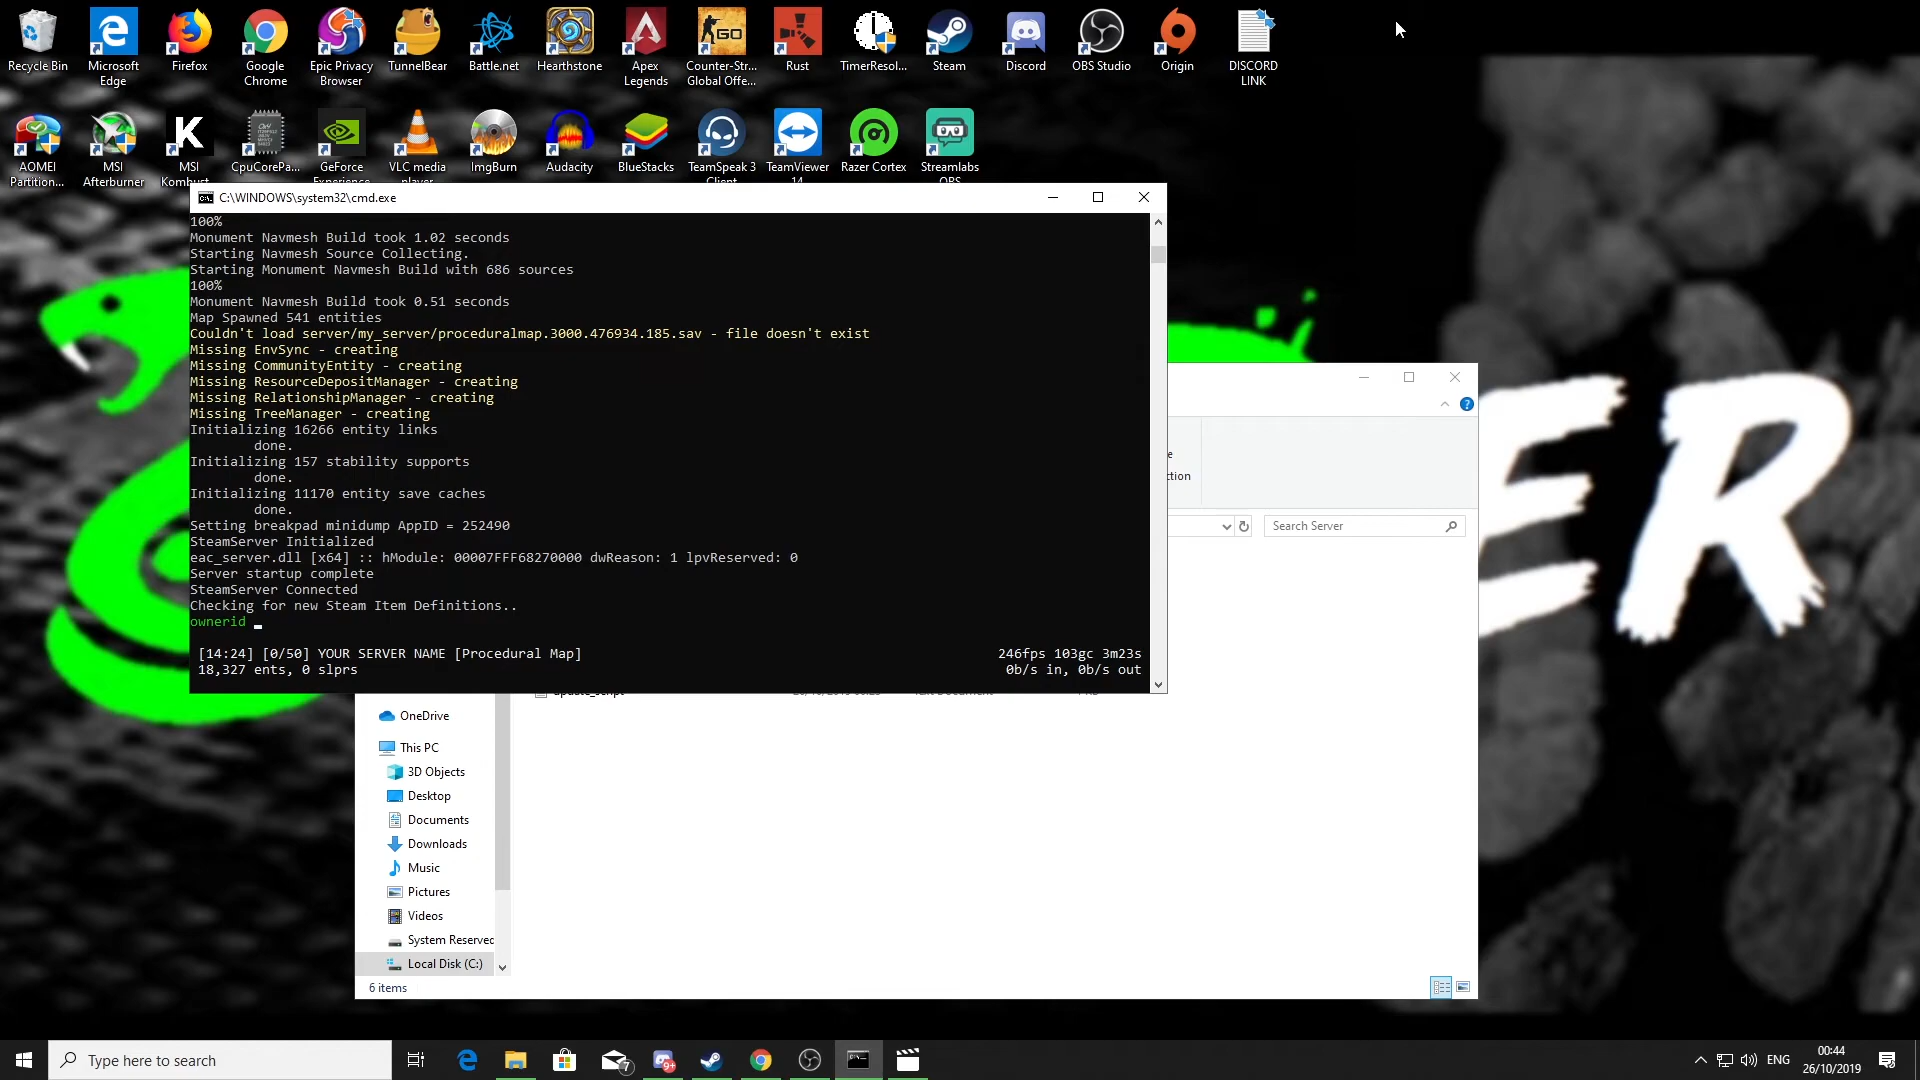 Recycle Bin
Microsoft
Edge
Firefox
Google
Chrome
Epic Privacy
Browser
TunnelBear
Battle.net
Hearthstone
Apex
Legends
Counter-Str...
Global Offe...
Rust
TimerResol...
Steam
Discord
OBS Studio
Origin
DISCORD
LINK
AOMEI
Partition...
MSI
Afterburner
MSI
Kombust
CpuCorePa...
GeForce
Experience
VLC media
player
ImgBurn
Audacity
BlueStacks
TeamSpeak 3
Client
TeamViewer
14
Razer Cortex
Streamlabs
OBS
C:\WINDOWS\system32\cmd.exe
100%
Monument Navmesh Build took 1.02 seconds
Starting Navmesh Source Collecting.
Starting Monument Navmesh Build with 686 sources
100%
Monument Navmesh Build took 0.51 seconds
Map Spawned 541 entities
Couldn't load server/my_server/proceduralmap.3000.476934.185.sav - file doesn't exist
Missing EnvSync - creating
Missing CommunityEntity - creating
Missing ResourceDepositManager - creating
Missing RelationshipManager - creating
Missing TreeManager - creating
Initializing 16266 entity links
done.
Initializing 157 stability supports
done.
Initializing 11170 entity save caches
done.
Setting breakpad minidump AppID = 252490
SteamServer Initialized
eac_server.dll [x64] :: hModule: 00007FFF68270000 dwReason: 1 lpvReserved: 0
Server startup complete
SteamServer Connected
Checking for new Steam Item Definitions..
ownerid _
[14:24] [0/50] YOUR SERVER NAME [Procedural Map] 246fps 103gc 3m23s
18,327 ents, 0 slprs 0b/s in, 0b/s out
e
ction
Search Server
ER
OneDrive
This PC
3D Objects
Desktop
Documents
Downloads
Music
Pictures
Videos
System Reserved
Local Disk (C:)
6 items
Type here to search
7
9+
ENG
00:44
26/10/2019